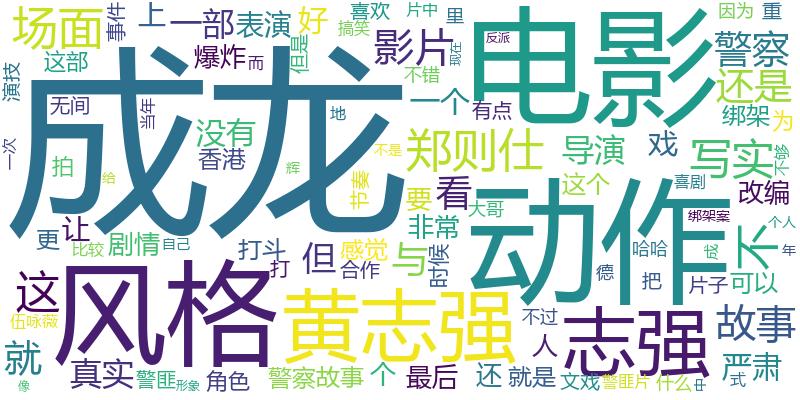 场面
事件
上
一部
表演
好
搞笑
喜欢
片中
里
因为
重
演技
这部
爆炸
而
但是
影片
反派
现在
电影
警察
成龙
不错
还是
无间
当年
一个
有点
绑架
为
一次
拍
没有
地
郑则仕
导演
戏
写实
不够
香港
辉
不是
给
节奏
要
看
这个
喜剧
改编
让
更
剧情
比较
自己
打斗
打
但
感觉
合作
与
非常
大哥
时候
动作
绑架案
个人
不
成
年
哈哈
德
把
片子
可以
这
风格
黄志强
志强
故事
伍咏薇
就
像
真实
警匪
形象
角色
警察故事
个
最后
还
就是
不过
人
文戏
警匪片
什么
中
式
严肃